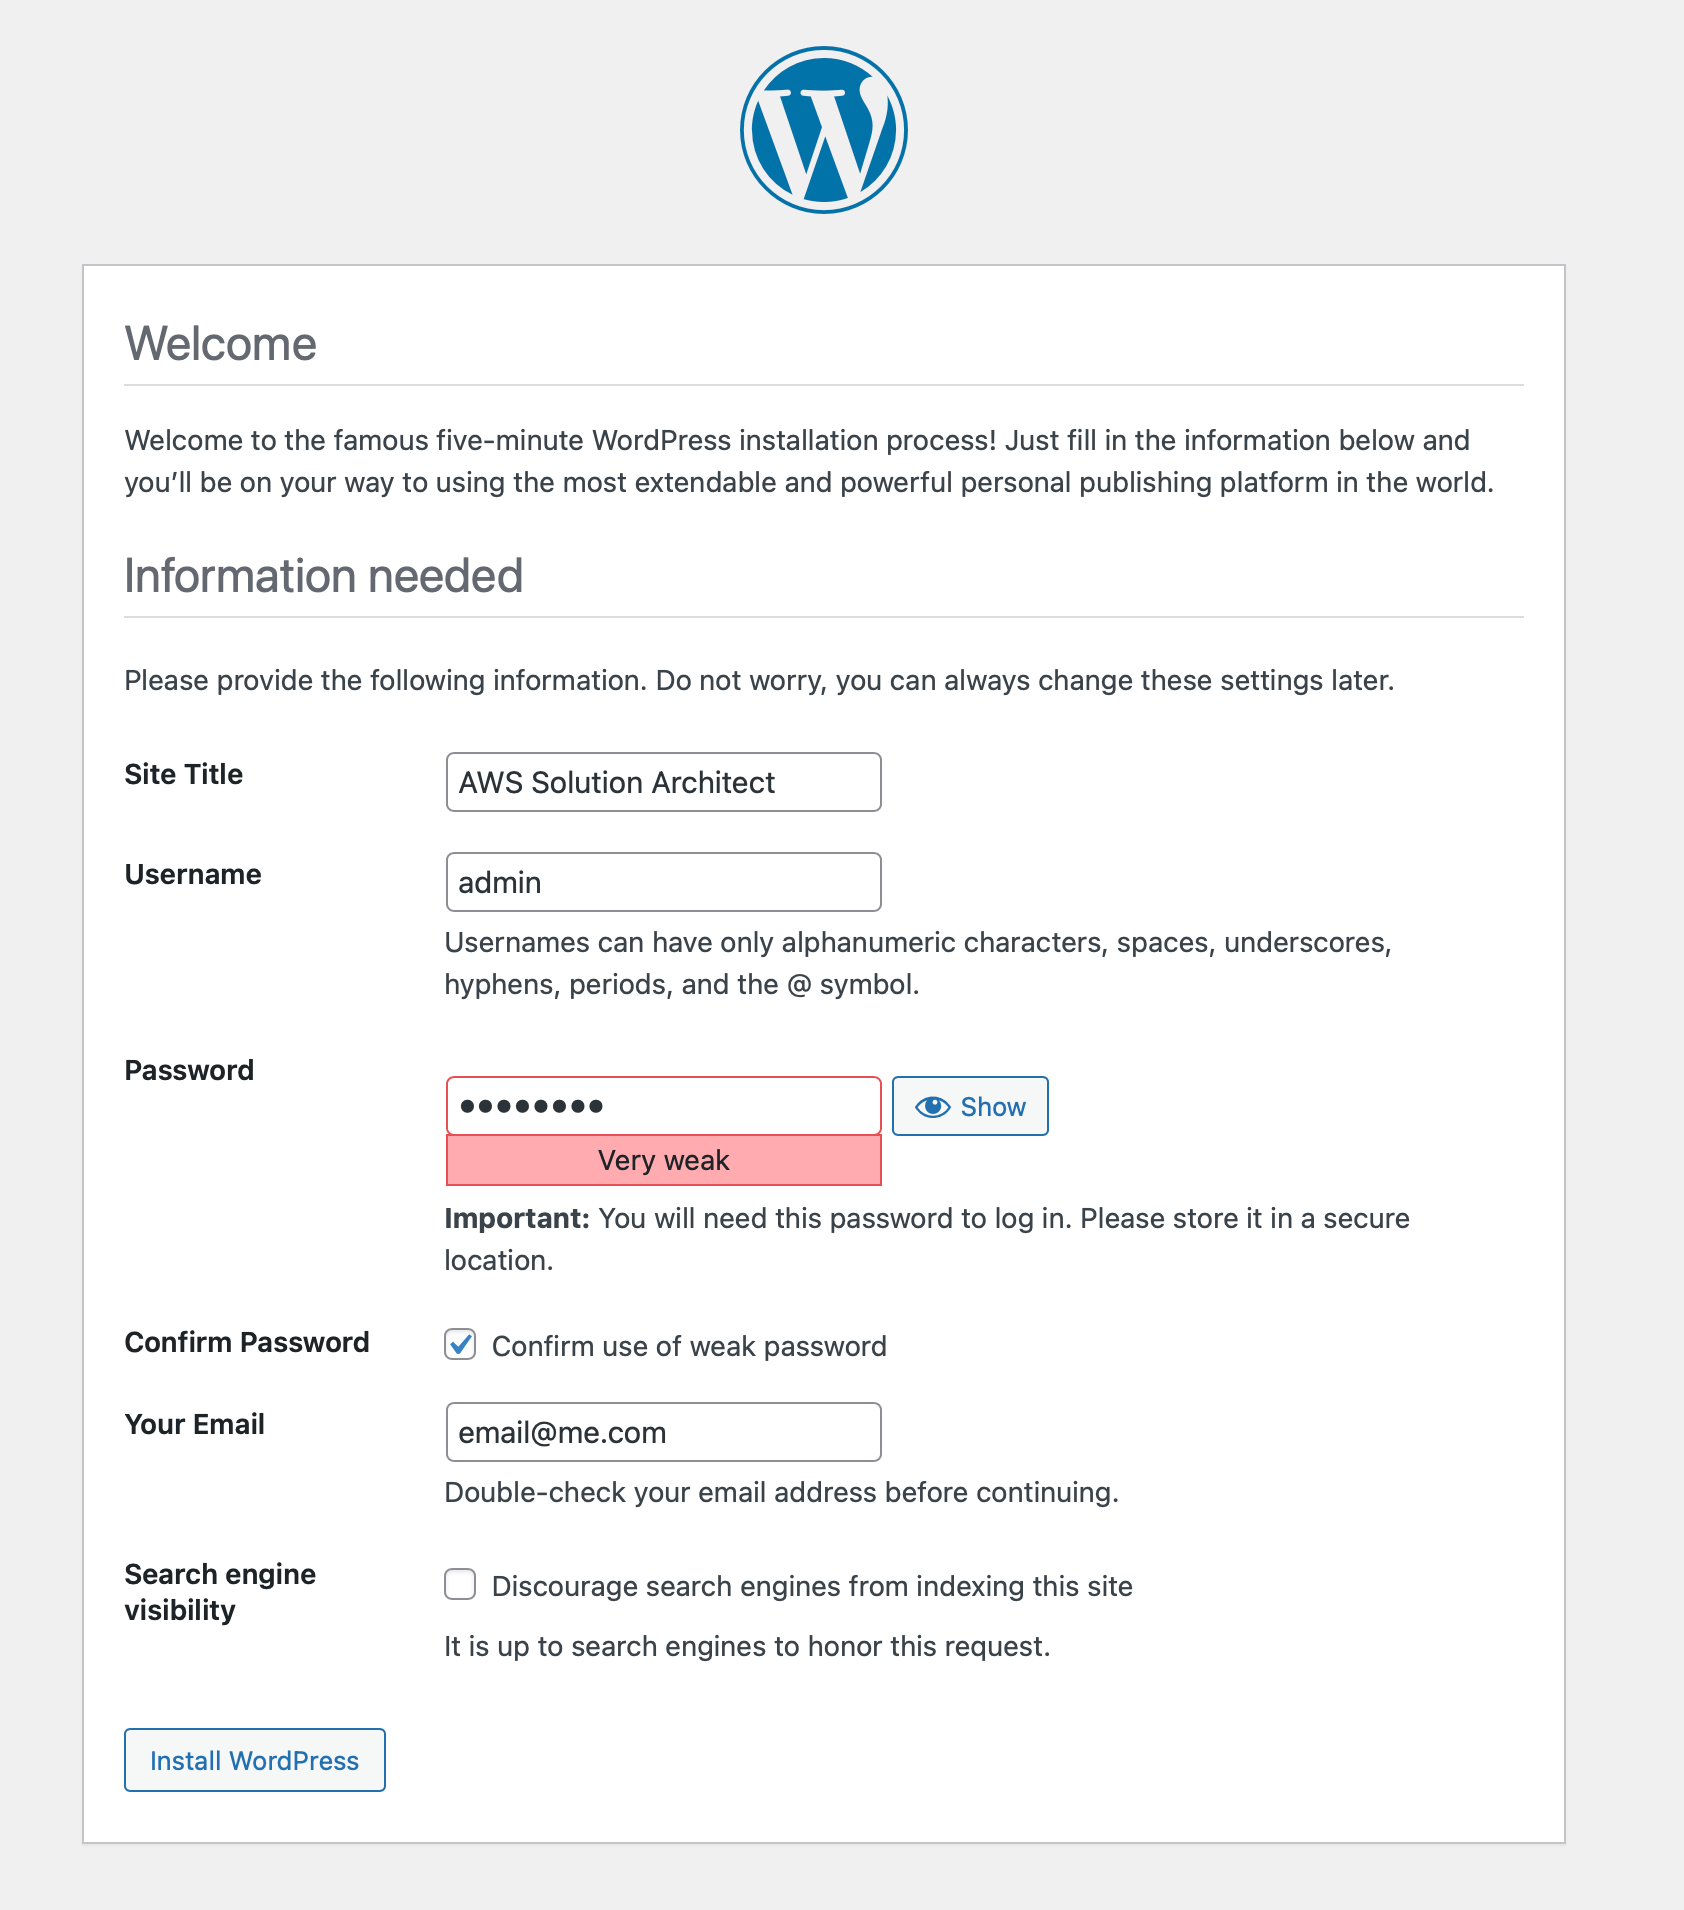 Welcome
Welcome to the famous five-minute WordPress installation process! Just fill in the information below and
you’ll be on your way to using the most extendable and powerful personal publishing platform in the world.
Information needed
Please provide the following information. Do not worry, you can always change these settings later.
Site Title
AWS Solution Architect
Username
admin
Usernames can have only alphanumeric characters, spaces, underscores,
hyphens, periods, and the @ symbol.
Password
••••••••
Show
Very weak
Important: You will need this password to log in. Please store it in a secure
location.
Confirm Password
Confirm use of weak password
Your Email
email@me.com
Double-check your email address before continuing.
Search engine
visibility
Discourage search engines from indexing this site
It is up to search engines to honor this request.
Install WordPress